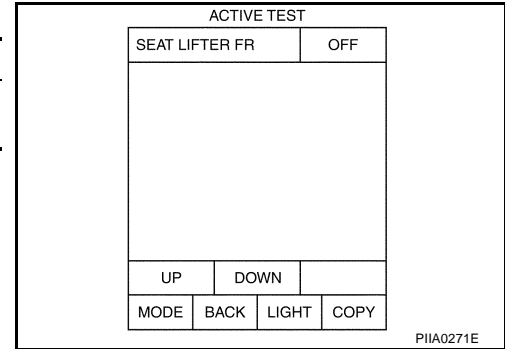 ACTIVE TEST
SEAT LIFTER FR OFF
UP DOWN
MODE BACK LIGHT COPY
PIIA0271E